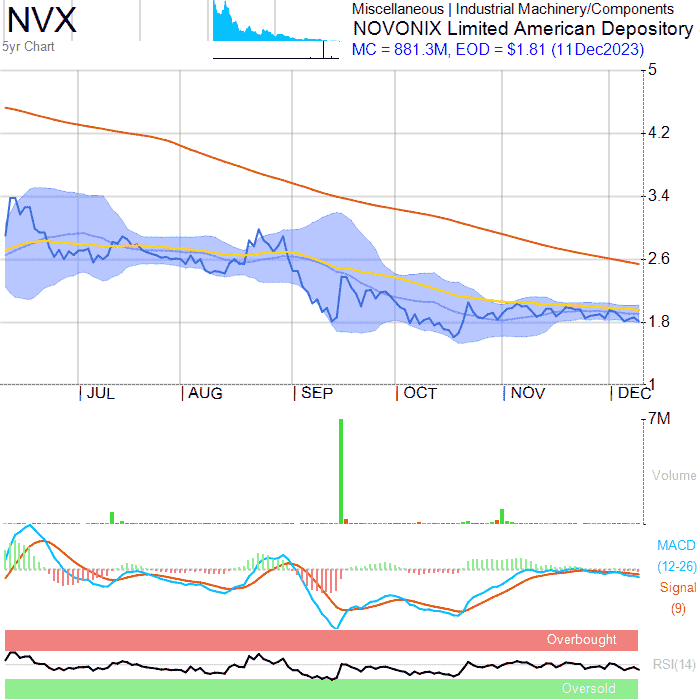 NVX
5yr Chart
Miscellaneous | Industrial Machinery/Components
NOVONIX Limited American Depository
MC = 881.3M, EOD = $1.81 (11Dec2023)
5
4.2
3.4
2.6
1.8
1
JUL AUG SEP OCT NOV DEC
7M
Volume
MACD
(12-26)
Signal
(9)
Overbought
RSI(14)
Oversold